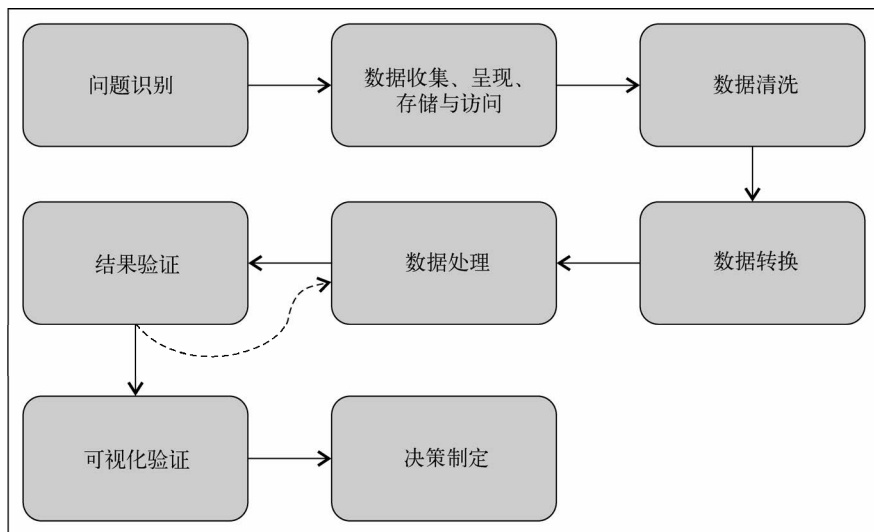 问题识别
数据收集、呈现、
存储与访问
数据清洗
结果验证
数据处理
数据转换
可视化验证
决策制定